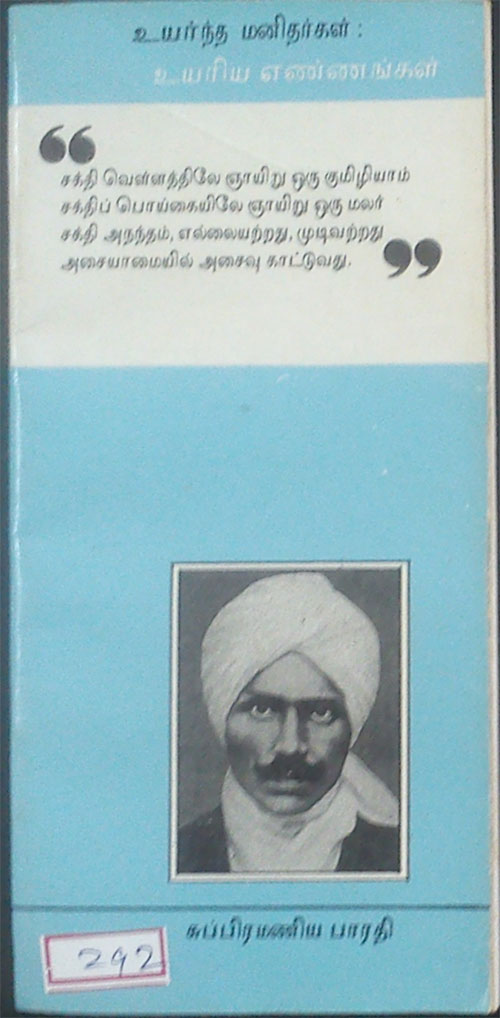 உயர்ந்த மனிதர்கள் :
உயரிய எண்ணங்கள்
“
சக்தி வெள்ளத்திலே ஞாயிறு ஒரு குமிழியாம்
சக்திப் பொய்கையிலே ஞாயிறு ஒரு மலர்
சக்தி அநந்தம், எல்லையற்றது, முடிவற்றது
அசையாமையில் அசைவு காட்டுவது.
”
சுப்பிரமணிய பாரதி
292